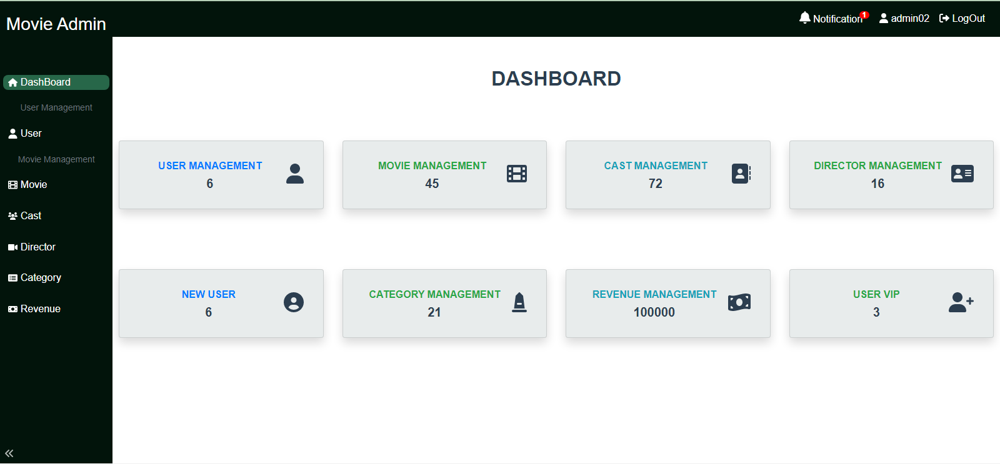 Movie Admin
Notification 1
admin02
LogOut
DashBoard
User Management
User
Movie Management
Movie
Cast
Director
Category
Revenue
DASHBOARD
USER MANAGEMENT
6
MOVIE MANAGEMENT
45
CAST MANAGEMENT
72
DIRECTOR MANAGEMENT
16
NEW USER
6
CATEGORY MANAGEMENT
21
REVENUE MANAGEMENT
100000
USER VIP
3